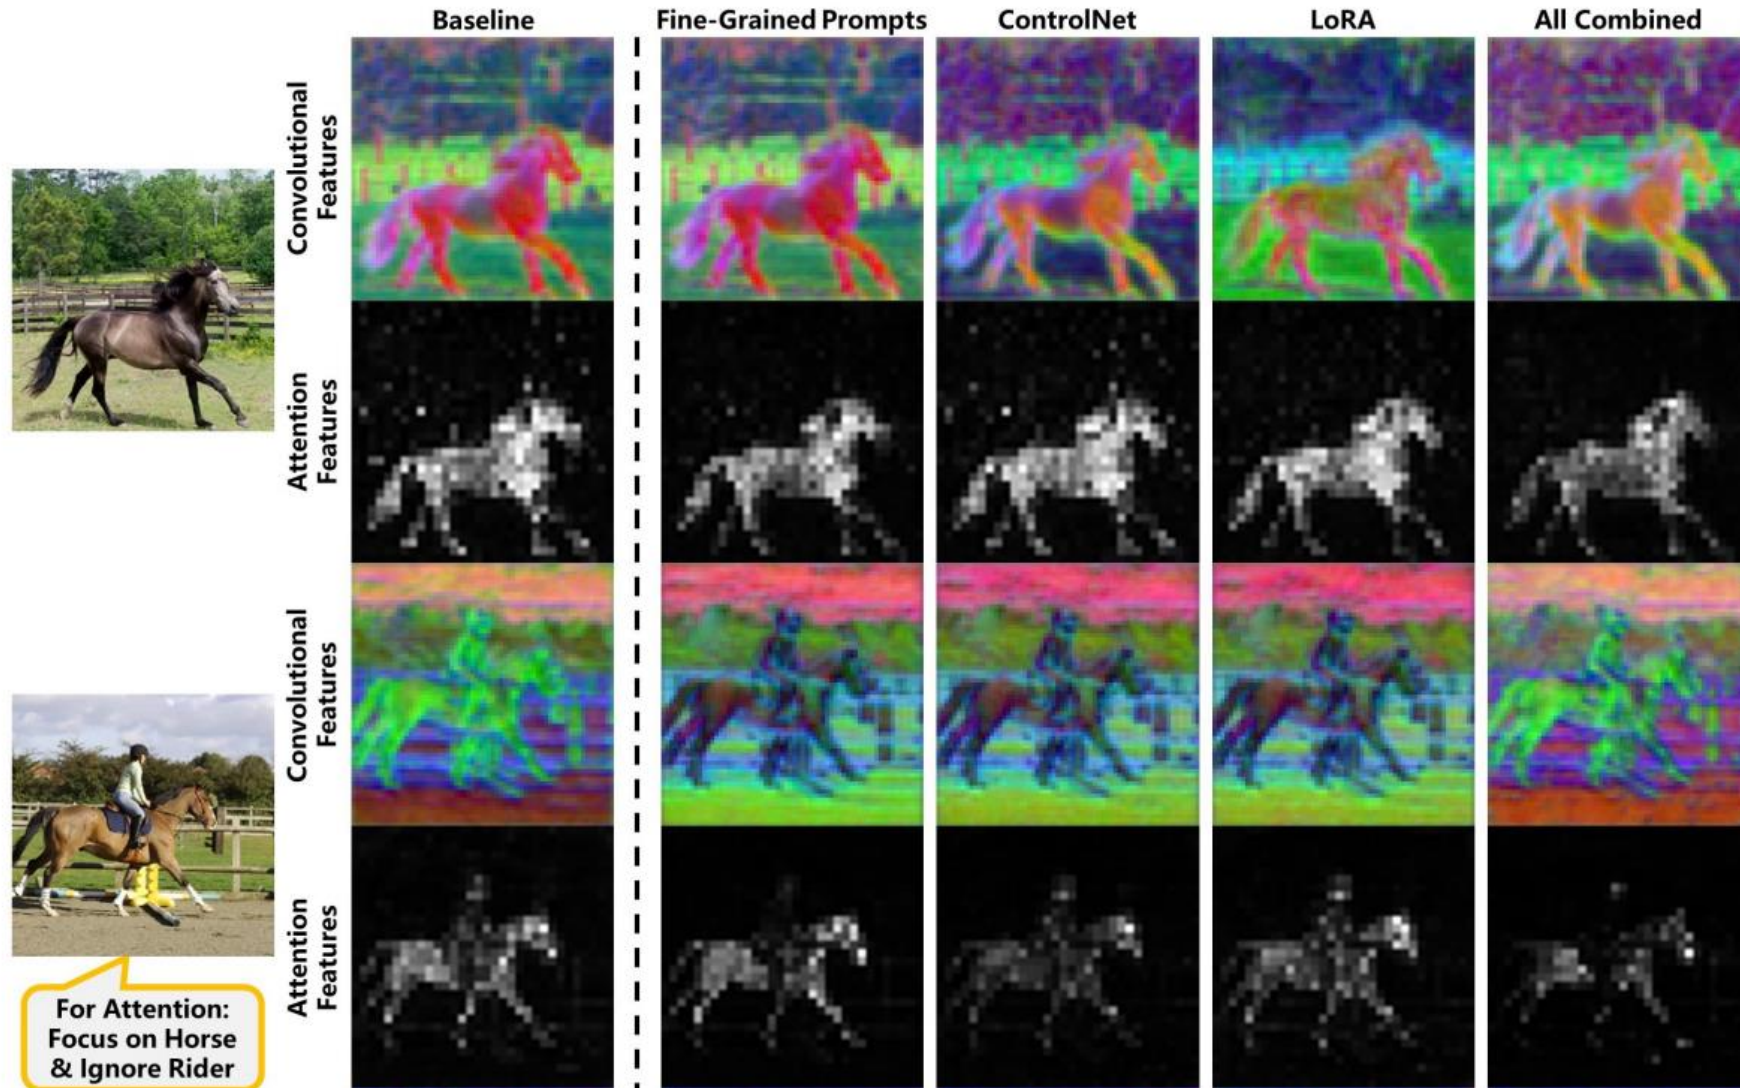 Baseline
Fine-Grained Prompts
ControlNet
LoRA
All Combined
Convolutional
Features
Attention
Features
Convolutional
Features
Attention
Features
For Attention:
Focus on Horse
& Ignore Rider